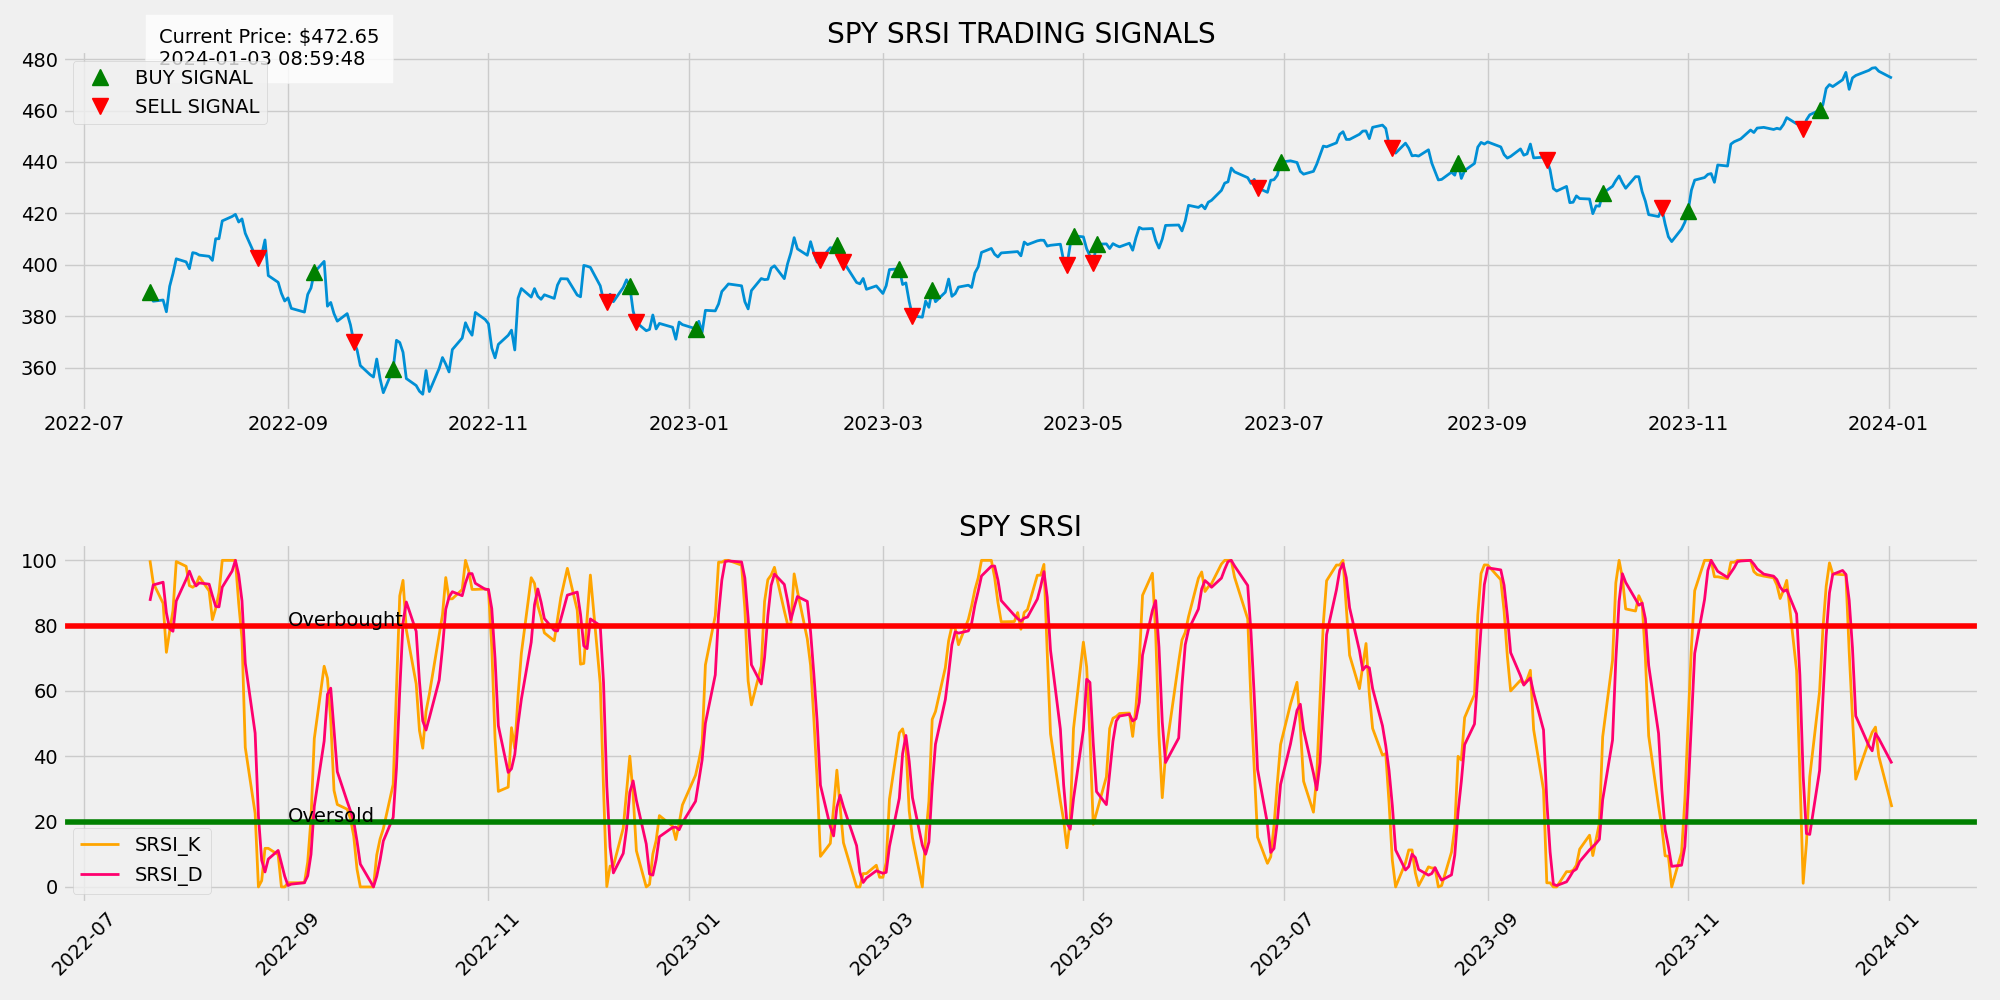 SPY SRSI TRADING SIGNALS
Current Price: $472.65
2024-01-03 08:59:48
BUY SIGNAL
SELL SIGNAL
480
460
440
420
400
380
360
2022-07 2022-09 2022-11 2023-01 2023-03 2023-05 2023-07 2023-09 2023-11 2024-01
SPY SRSI
100
80
60
40
20
0
Overbought
Oversold
SRSI_K
SRSI_D
2022-07 2022-09 2022-11 2023-01 2023-03 2023-05 2023-07 2023-09 2023-11 2024-01